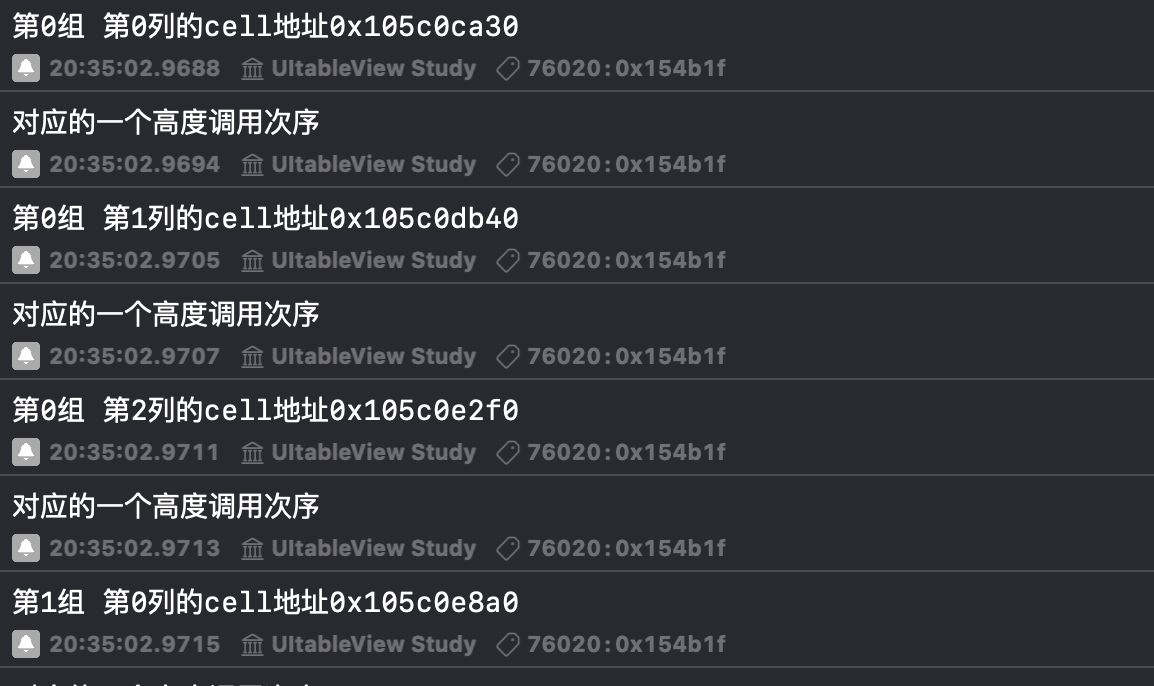 第0组 第0列的cell地址0x105c0ca30
20:35:02.9688 UItableView Study 76020:0x154b1f
对应的一个高度调用次序
20:35:02.9694 UItableView Study 76020:0x154b1f
第0组 第1列的cell地址0x105c0db40
20:35:02.9705 UItableView Study 76020:0x154b1f
对应的一个高度调用次序
20:35:02.9707 UItableView Study 76020:0x154b1f
第0组 第2列的cell地址0x105c0e2f0
20:35:02.9711 UItableView Study 76020:0x154b1f
对应的一个高度调用次序
20:35:02.9713 UItableView Study 76020:0x154b1f
第1组 第0列的cell地址0x105c0e8a0
20:35:02.9715 UItableView Study 76020:0x154b1f